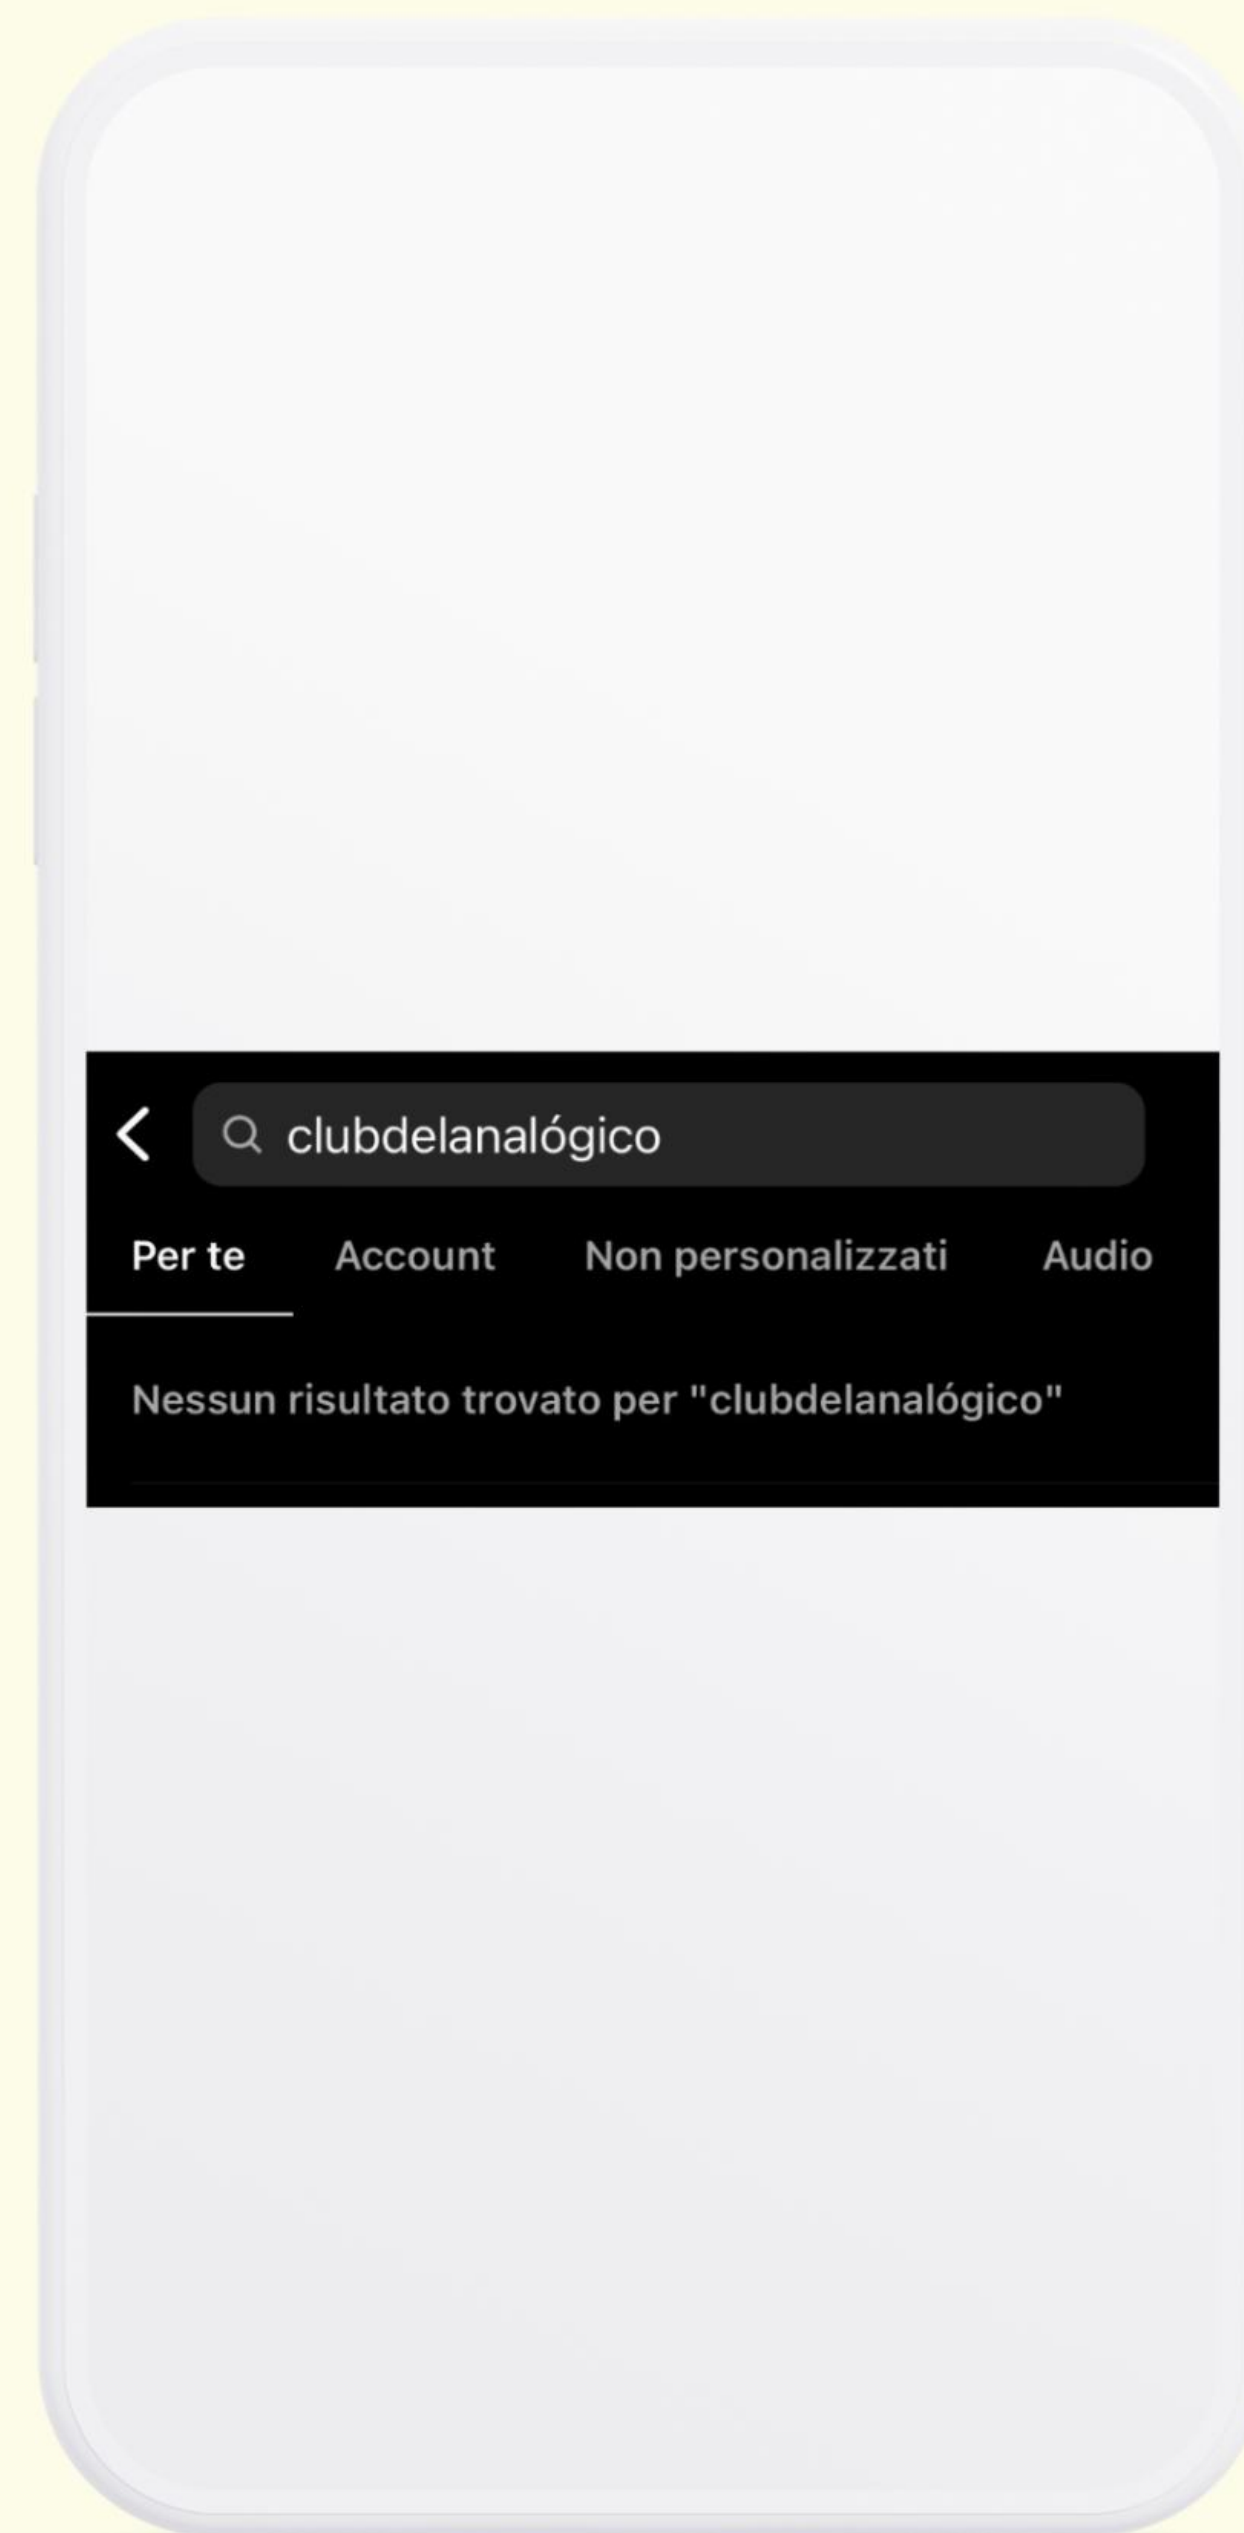 clubdelanalógico
Per te Account Non personalizzati Audio
Nessun risultato trovato per "clubdelanalógico"